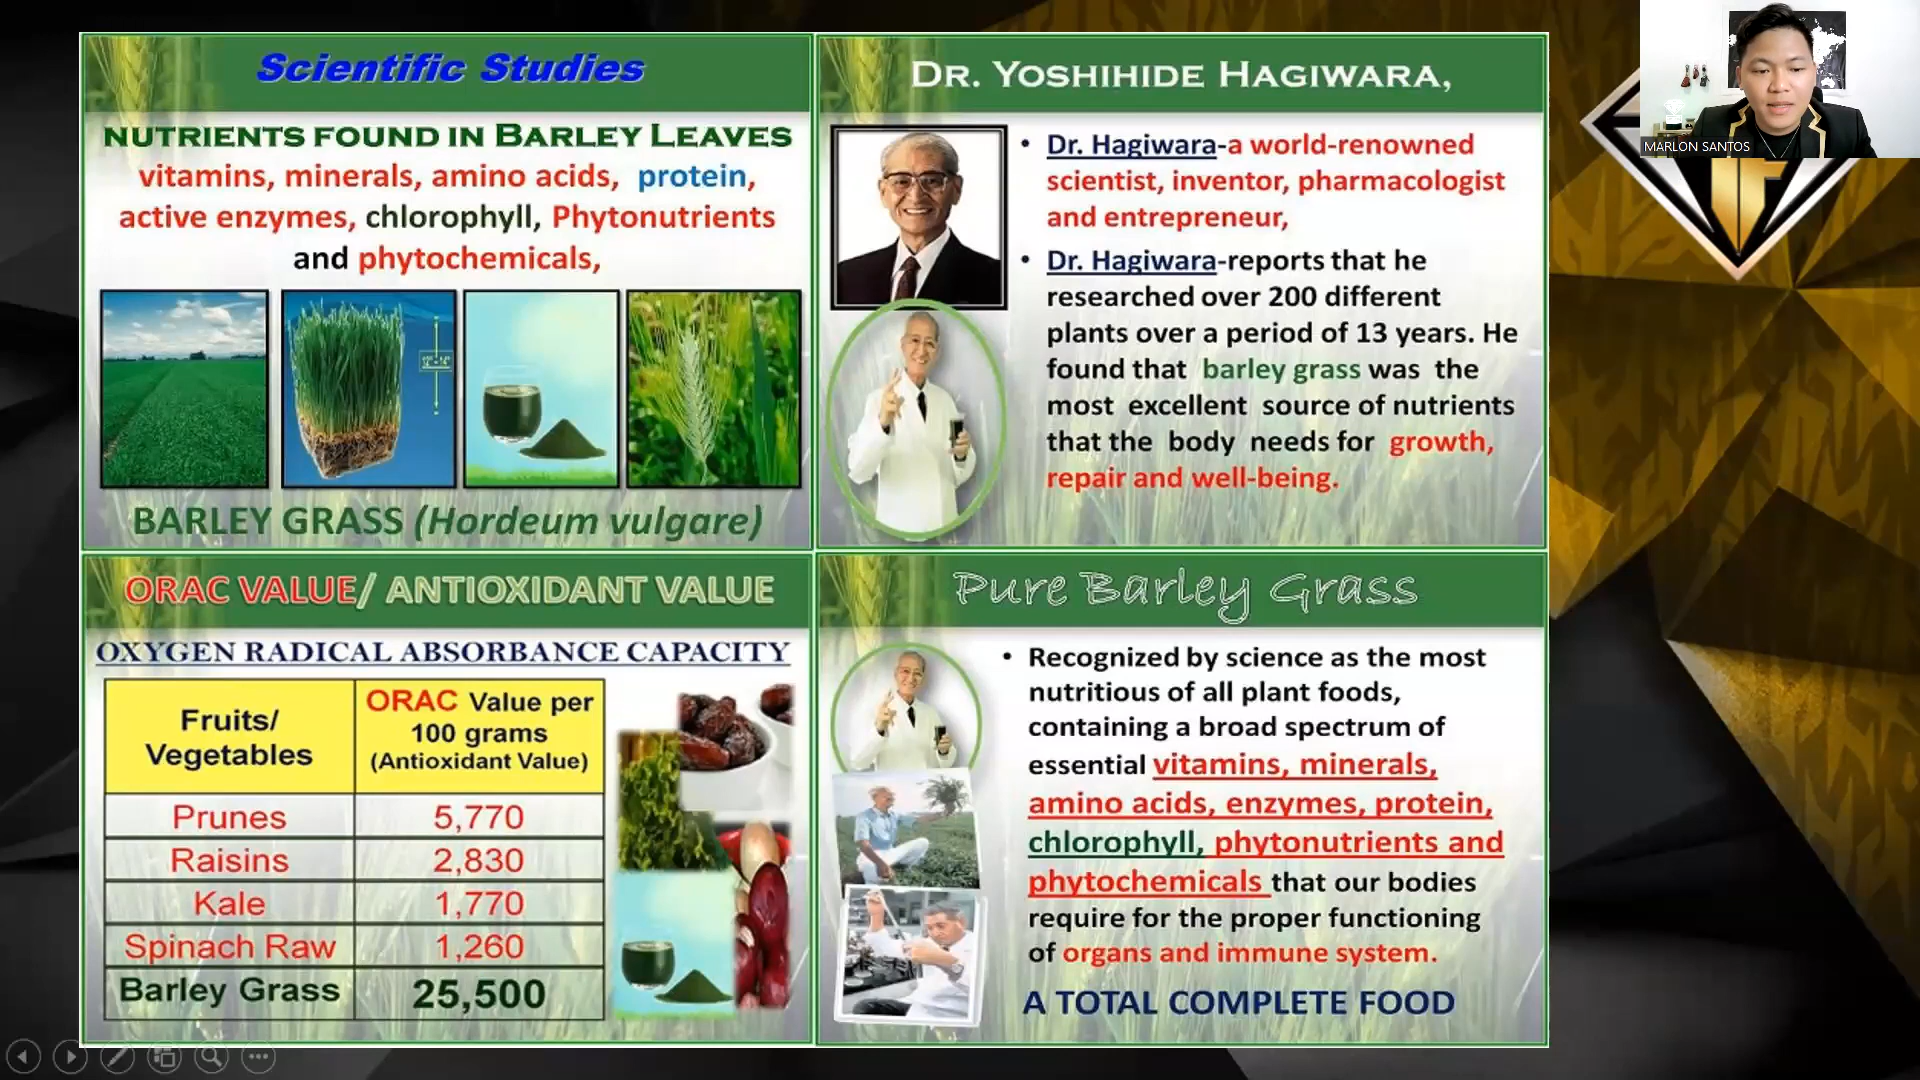 Scientific Studies
NUTRIENTS FOUND IN BARLEY LEAVES
vitamins, minerals, amino acids, protein,
active enzymes, chlorophyll, Phytonutrients
and phytochemicals,
BARLEY GRASS (Hordeum vulgare)
DR. YOSHIHIDE HAGIWARA,
• Dr. Hagiwara-a world-renowned
scientist, inventor, pharmacologist
and entrepreneur,
• Dr. Hagiwara-reports that he
researched over 200 different
plants over a period of 13 years. He
found that barley grass was the
most excellent source of nutrients
that the body needs for growth,
repair and well-being.
ORAC VALUE/ ANTIOXIDANT VALUE
OXYGEN RADICAL ABSORBANCE CAPACITY
Fruits/
Vegetables
ORAC Value per
100 grams
(Antioxidant Value)
Prunes 5,770
Raisins 2,830
Kale 1,770
Spinach Raw 1,260
Barley Grass 25,500
Pure Barley Grass
• Recognized by science as the most
nutritious of all plant foods,
containing a broad spectrum of
essential vitamins, minerals,
amino acids, enzymes, protein,
chlorophyll, phytonutrients and
phytochemicals that our bodies
require for the proper functioning
of organs and immune system.
A TOTAL COMPLETE FOOD
MARLON SANTOS